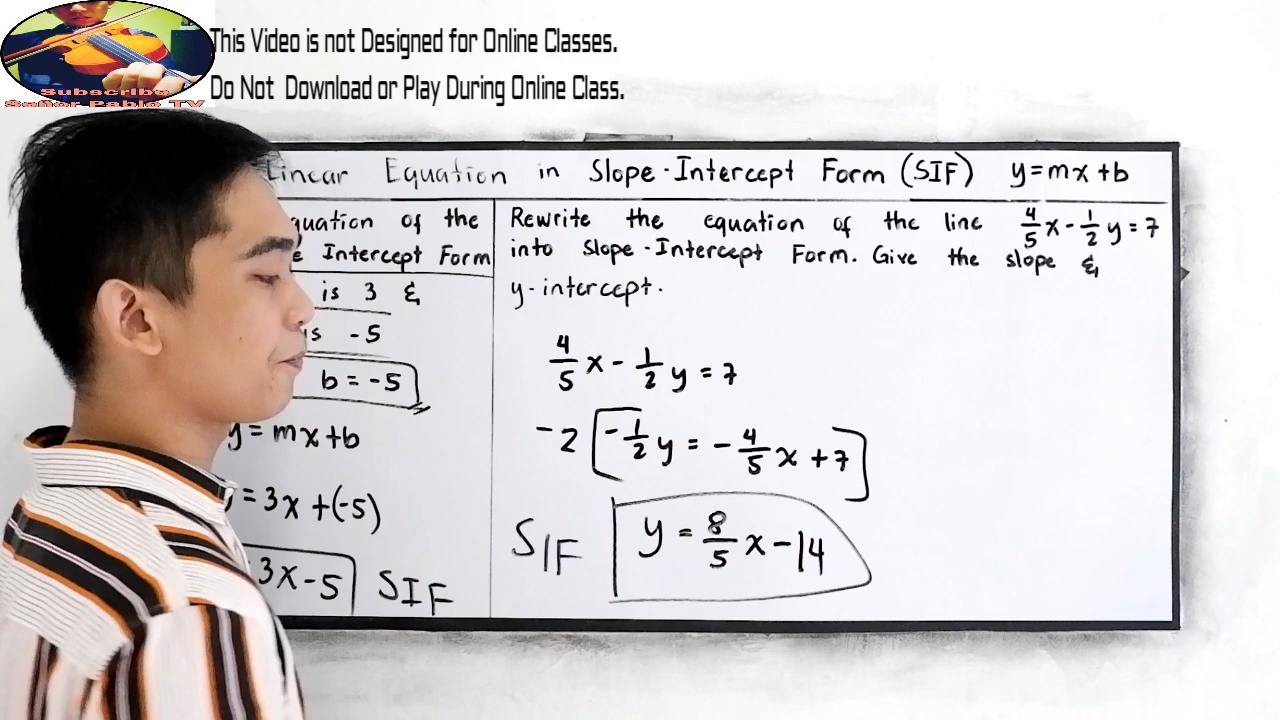 This Video is not Designed for Online Classes.
Do Not Download or Play During Online Class.
Subscribe
Señor Pablo TV
Linear Equation in Slope-Intercept Form (SIF) y=mx+b
equation of the
Intercept Form
is 3 &
is -5
b = -5
y = mx+b
= 3x +(-5)
3x-5 SIF
Rewrite the equation of the line 4/5 x - 1/2 y = 7
into Slope-Intercept Form. Give the slope &
y-intercept.
4/5 x - 1/2 y = 7
-2 [ -1/2 y = -4/5 x + 7 ]
SIF y = 8/5 x - 14